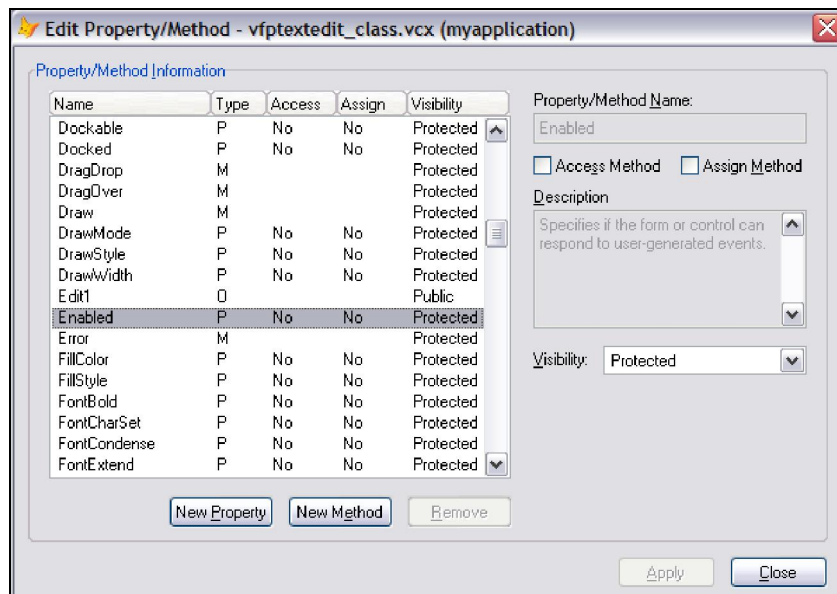 Edit Property/Method - vfptextedit_class.vcx (myapplication)
Property/Method Information
Name Type Access Assign Visibility
Dockable P No No Protected
Docked P No No Protected
DragDrop M Protected
DragOver M Protected
Draw M Protected
DrawMode P No No Protected
DrawStyle P No No Protected
DrawWidth P No No Protected
Edit1 O Public
Enabled P No No Protected
Error M Protected
FillColor P No No Protected
FillStyle P No No Protected
FontBold P No No Protected
FontCharSet P No No Protected
FontCondense P No No Protected
FontExtend P No No Protected
New Property New Method Remove
Property/Method Name:
Enabled
Access Method Assign Method
Description
Specifies if the form or control can
respond to user-generated events.
Visibility: Protected
Apply Close